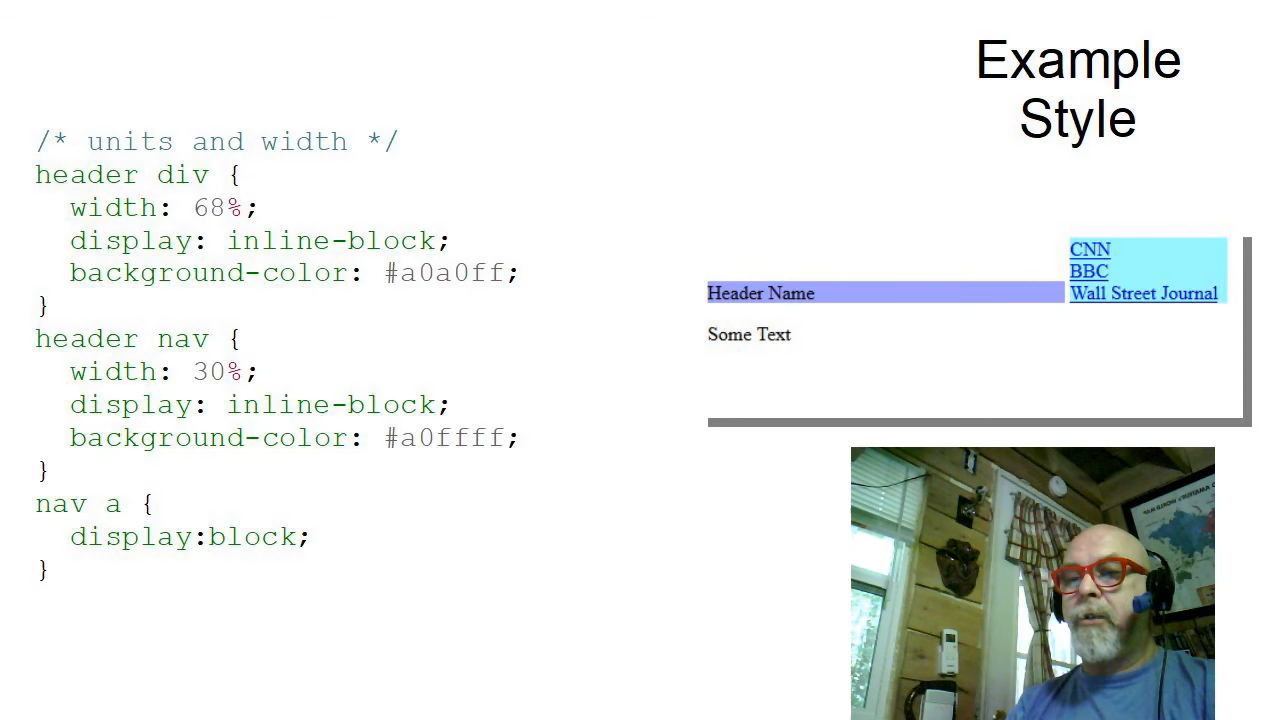 Example
Style
/* units and width */
header div {
  width: 68%;
  display: inline-block;
  background-color: #a0a0ff;
}
header nav {
  width: 30%;
  display: inline-block;
  background-color: #a0ffff;
}
nav a {
  display:block;
}
CNN
BBC
Header Name
Wall Street Journal
Some Text